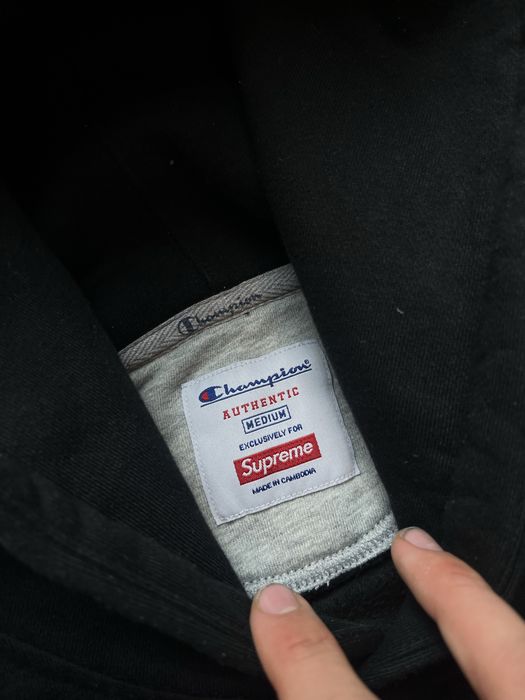 Champion
Champion
AUTHENTIC
MEDIUM
EXCLUSIVELY FOR
Supreme
MADE IN CAMBODIA